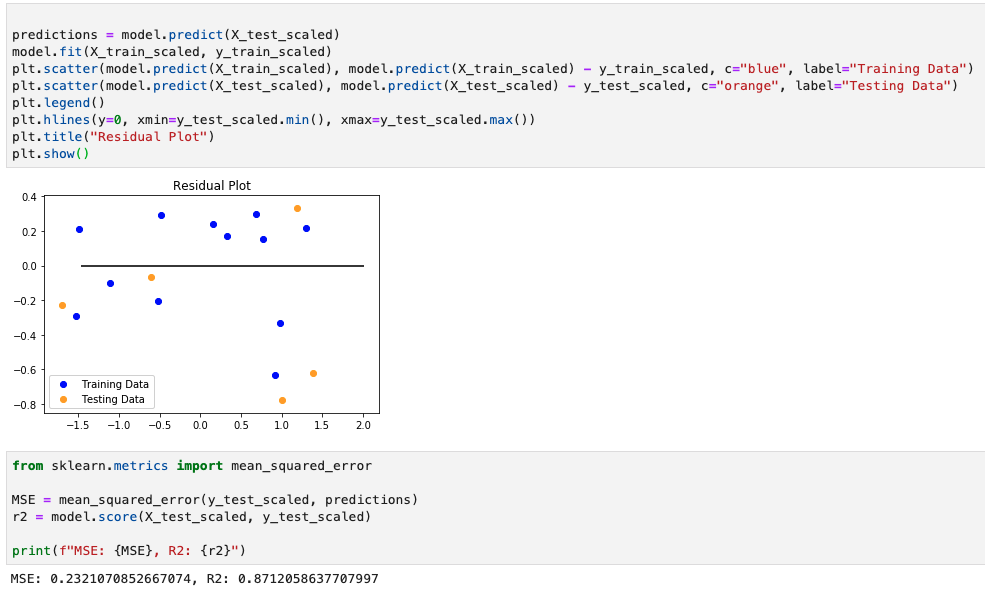 predictions = model.predict(X_test_scaled)
model.fit(X_train_scaled, y_train_scaled)
plt.scatter(model.predict(X_train_scaled), model.predict(X_train_scaled) - y_train_scaled, c="blue", label="Training Data")
plt.scatter(model.predict(X_test_scaled), model.predict(X_test_scaled) - y_test_scaled, c="orange", label="Testing Data")
plt.legend()
plt.hlines(y=0, xmin=y_test_scaled.min(), xmax=y_test_scaled.max())
plt.title("Residual Plot")
plt.show()
Residual Plot
0.4
0.2
0.0
−0.2
−0.4
−0.6
−0.8
Training Data
Testing Data
−1.5 −1.0 −0.5 0.0 0.5 1.0 1.5 2.0
from sklearn.metrics import mean_squared_error
MSE = mean_squared_error(y_test_scaled, predictions)
r2 = model.score(X_test_scaled, y_test_scaled)
print(f"MSE: {MSE}, R2: {r2}")
MSE: 0.2321070852667074, R2: 0.8712058637707997